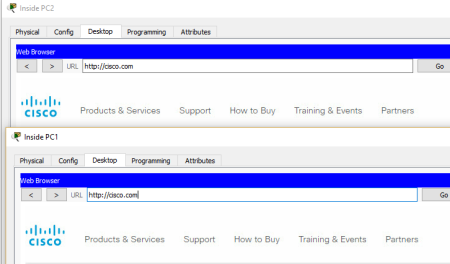 Inside PC2
Physical Config Desktop Programming Attributes
Web Browser
< > URL http://cisco.com Go
CISCO Products & Services Support How to Buy Training & Events Partners
Inside PC1
Physical Config Desktop Programming Attributes
Web Browser
< > URL http://cisco.com Go
CISCO Products & Services Support How to Buy Training & Events Partners